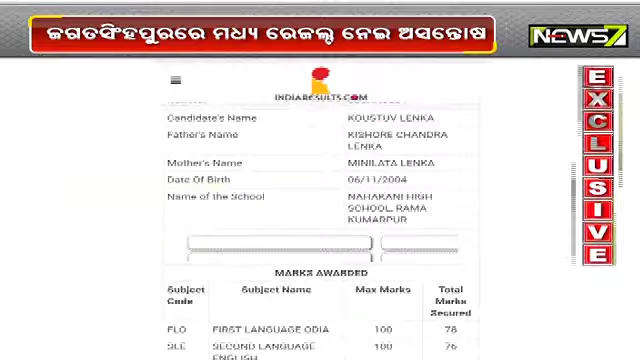 ଜଗତସିଂହପୁରରେ ମଧ୍ୟ ରେଜଲ୍ଟ ନେଇ ଅସନ୍ତୋଷ
NEWS7
EXCLUSIVE
INDIARESULTS.COM
Candidate's Name KOUSTUV LENKA
Father's Name KISHORE CHANDRA
LENKA
Mother's Name MINILATA LENKA
Date Of Birth 06/11/2004
Name of the School NAHAKANI HIGH
SCHOOL, RAMA
KUMARPUR
MARKS AWARDED
Subject Subject Name Max Marks Total
Code Marks
Secured
FLO FIRST LANGUAGE ODIA 100 78
SLE SECOND LANGUAGE 100 76
ENGLISH